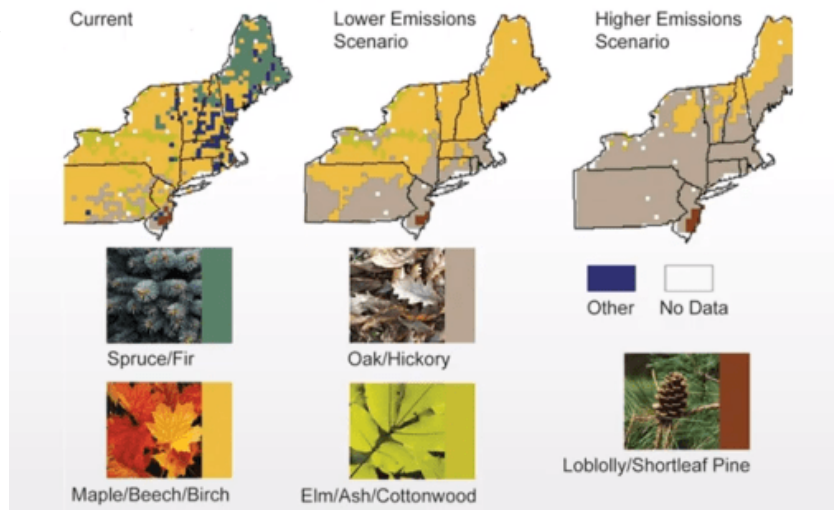 Current
Lower Emissions
Scenario
Higher Emissions
Scenario
Other
No Data
Spruce/Fir
Oak/Hickory
Loblolly/Shortleaf Pine
Maple/Beech/Birch
Elm/Ash/Cottonwood